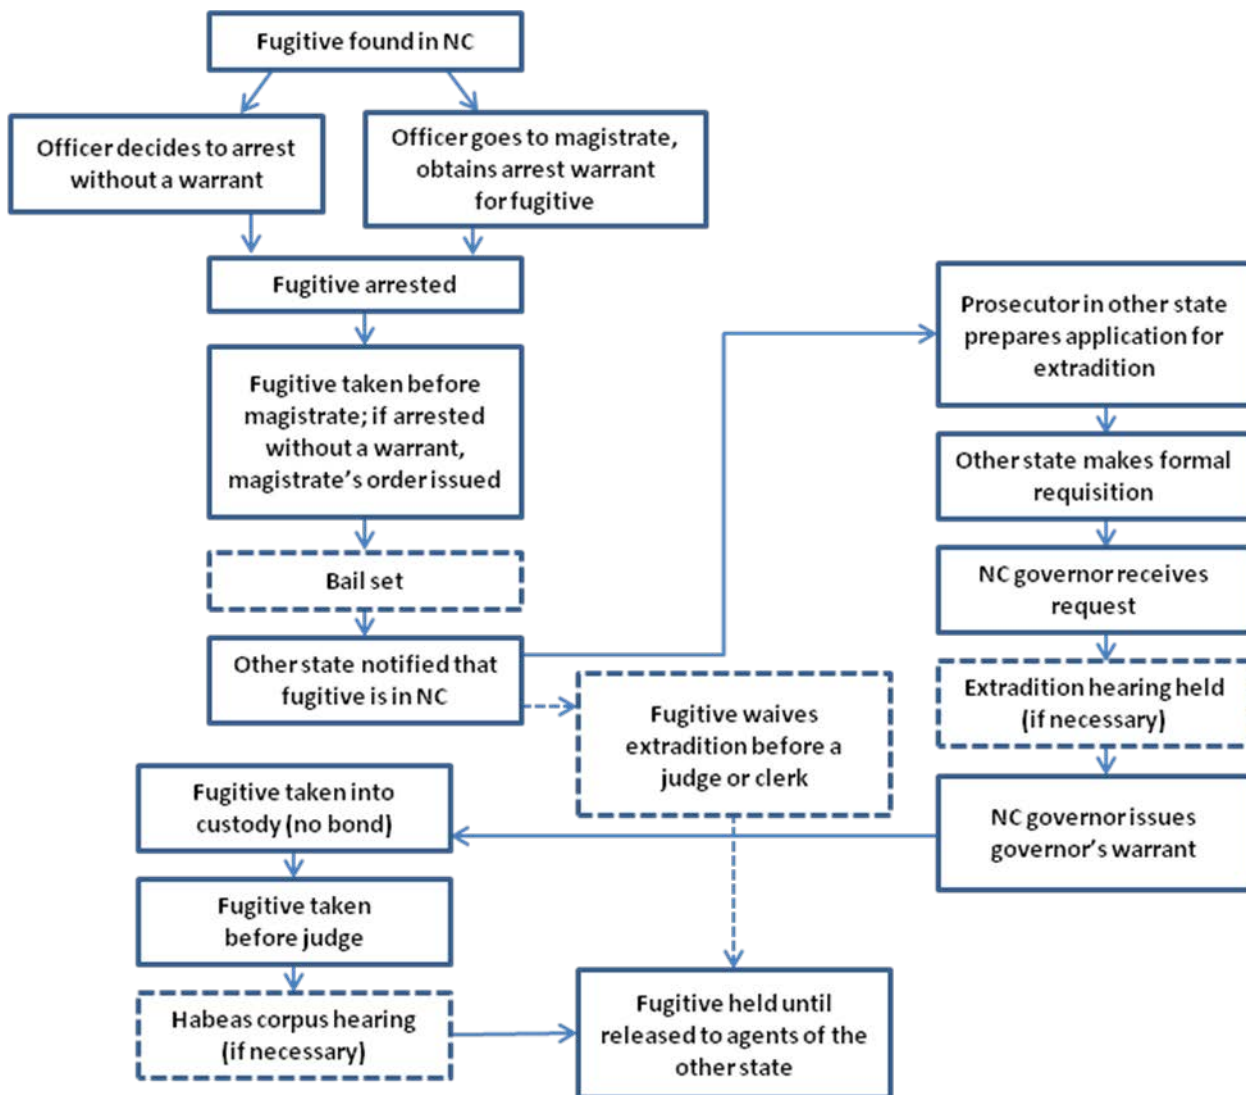 Fugitive found in NC
Officer decides to arrest
without a warrant
Officer goes to magistrate,
obtains arrest warrant
for fugitive
Fugitive arrested
Fugitive taken before
magistrate; if arrested
without a warrant,
magistrate's order issued
Bail set
Other state notified that
fugitive is in NC
Prosecutor in other state
prepares application for
extradition
Other state makes formal
requisition
NC governor receives
request
Extradition hearing held
(if necessary)
NC governor issues
governor's warrant
Fugitive waives
extradition before a
judge or clerk
Fugitive taken into
custody (no bond)
Fugitive taken
before judge
Habeas corpus hearing
(if necessary)
Fugitive held until
released to agents of the
other state